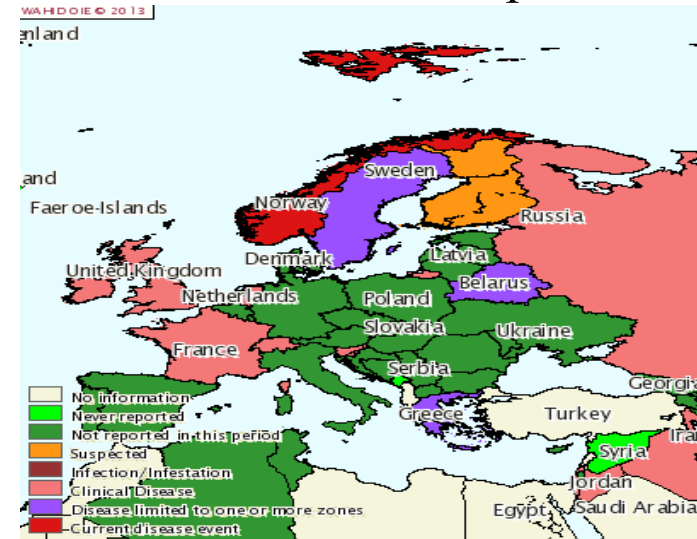 WAHID OIE © 2013
enland
and
Faeroe-Islands
Sweden
Norway
Russia
Denmark
Latvia
United Kingdom
Belarus
Netherlands
Poland
Slovakia
Ukraine
France
Serbia
Georgia
Greece
Turkey
Iran
Syria
Jordan
Egypt
Saudi Arabia
No information
Never reported
Not reported in this period
Suspected
Infection/Infestation
Clinical Disease
Disease limited to one or more zones
Current disease event